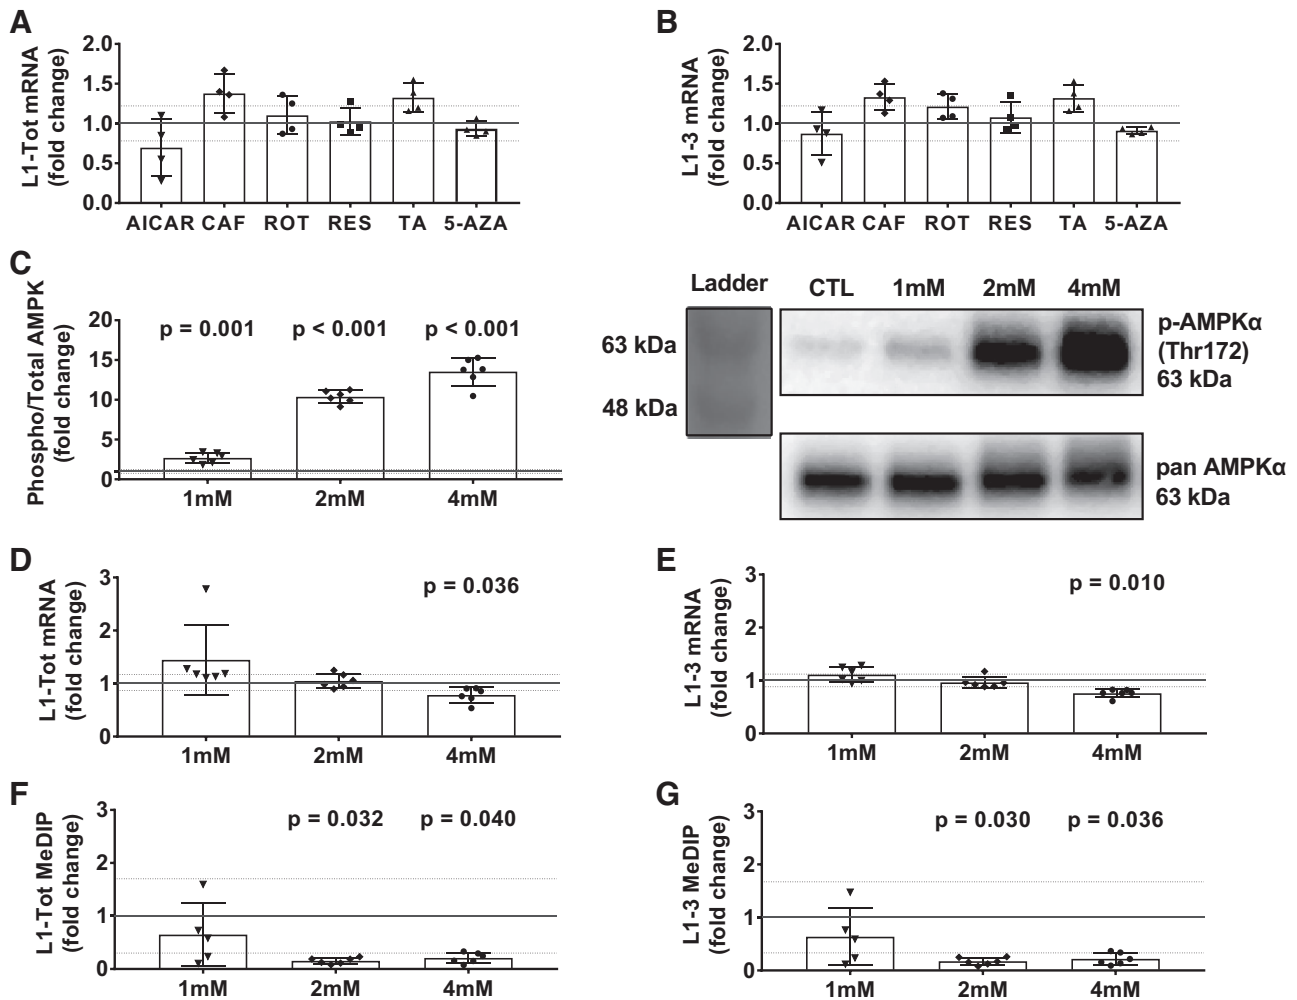 A
L1-Tot mRNA
(fold change)
2.0
1.5
1.0
0.5
0.0
AICAR CAF ROT RES TA 5-AZA
B
L1-3 mRNA
(fold change)
2.0
1.5
1.0
0.5
0.0
AICAR CAF ROT RES TA 5-AZA
C
Phospho/Total AMPK
(fold change)
20
15
10
5
0
p = 0.001 p < 0.001 p < 0.001
1mM 2mM 4mM
Ladder
CTL 1mM 2mM 4mM
63 kDa
48 kDa
p-AMPKα
(Thr172)
63 kDa
pan AMPKα
63 kDa
D
L1-Tot mRNA
(fold change)
3
2
1
0
p = 0.036
1mM 2mM 4mM
E
L1-3 mRNA
(fold change)
3
2
1
0
p = 0.010
1mM 2mM 4mM
F
L1-Tot MeDIP
(fold change)
3
2
1
0
p = 0.032 p = 0.040
1mM 2mM 4mM
G
L1-3 MeDIP
(fold change)
3
2
1
0
p = 0.030 p = 0.036
1mM 2mM 4mM